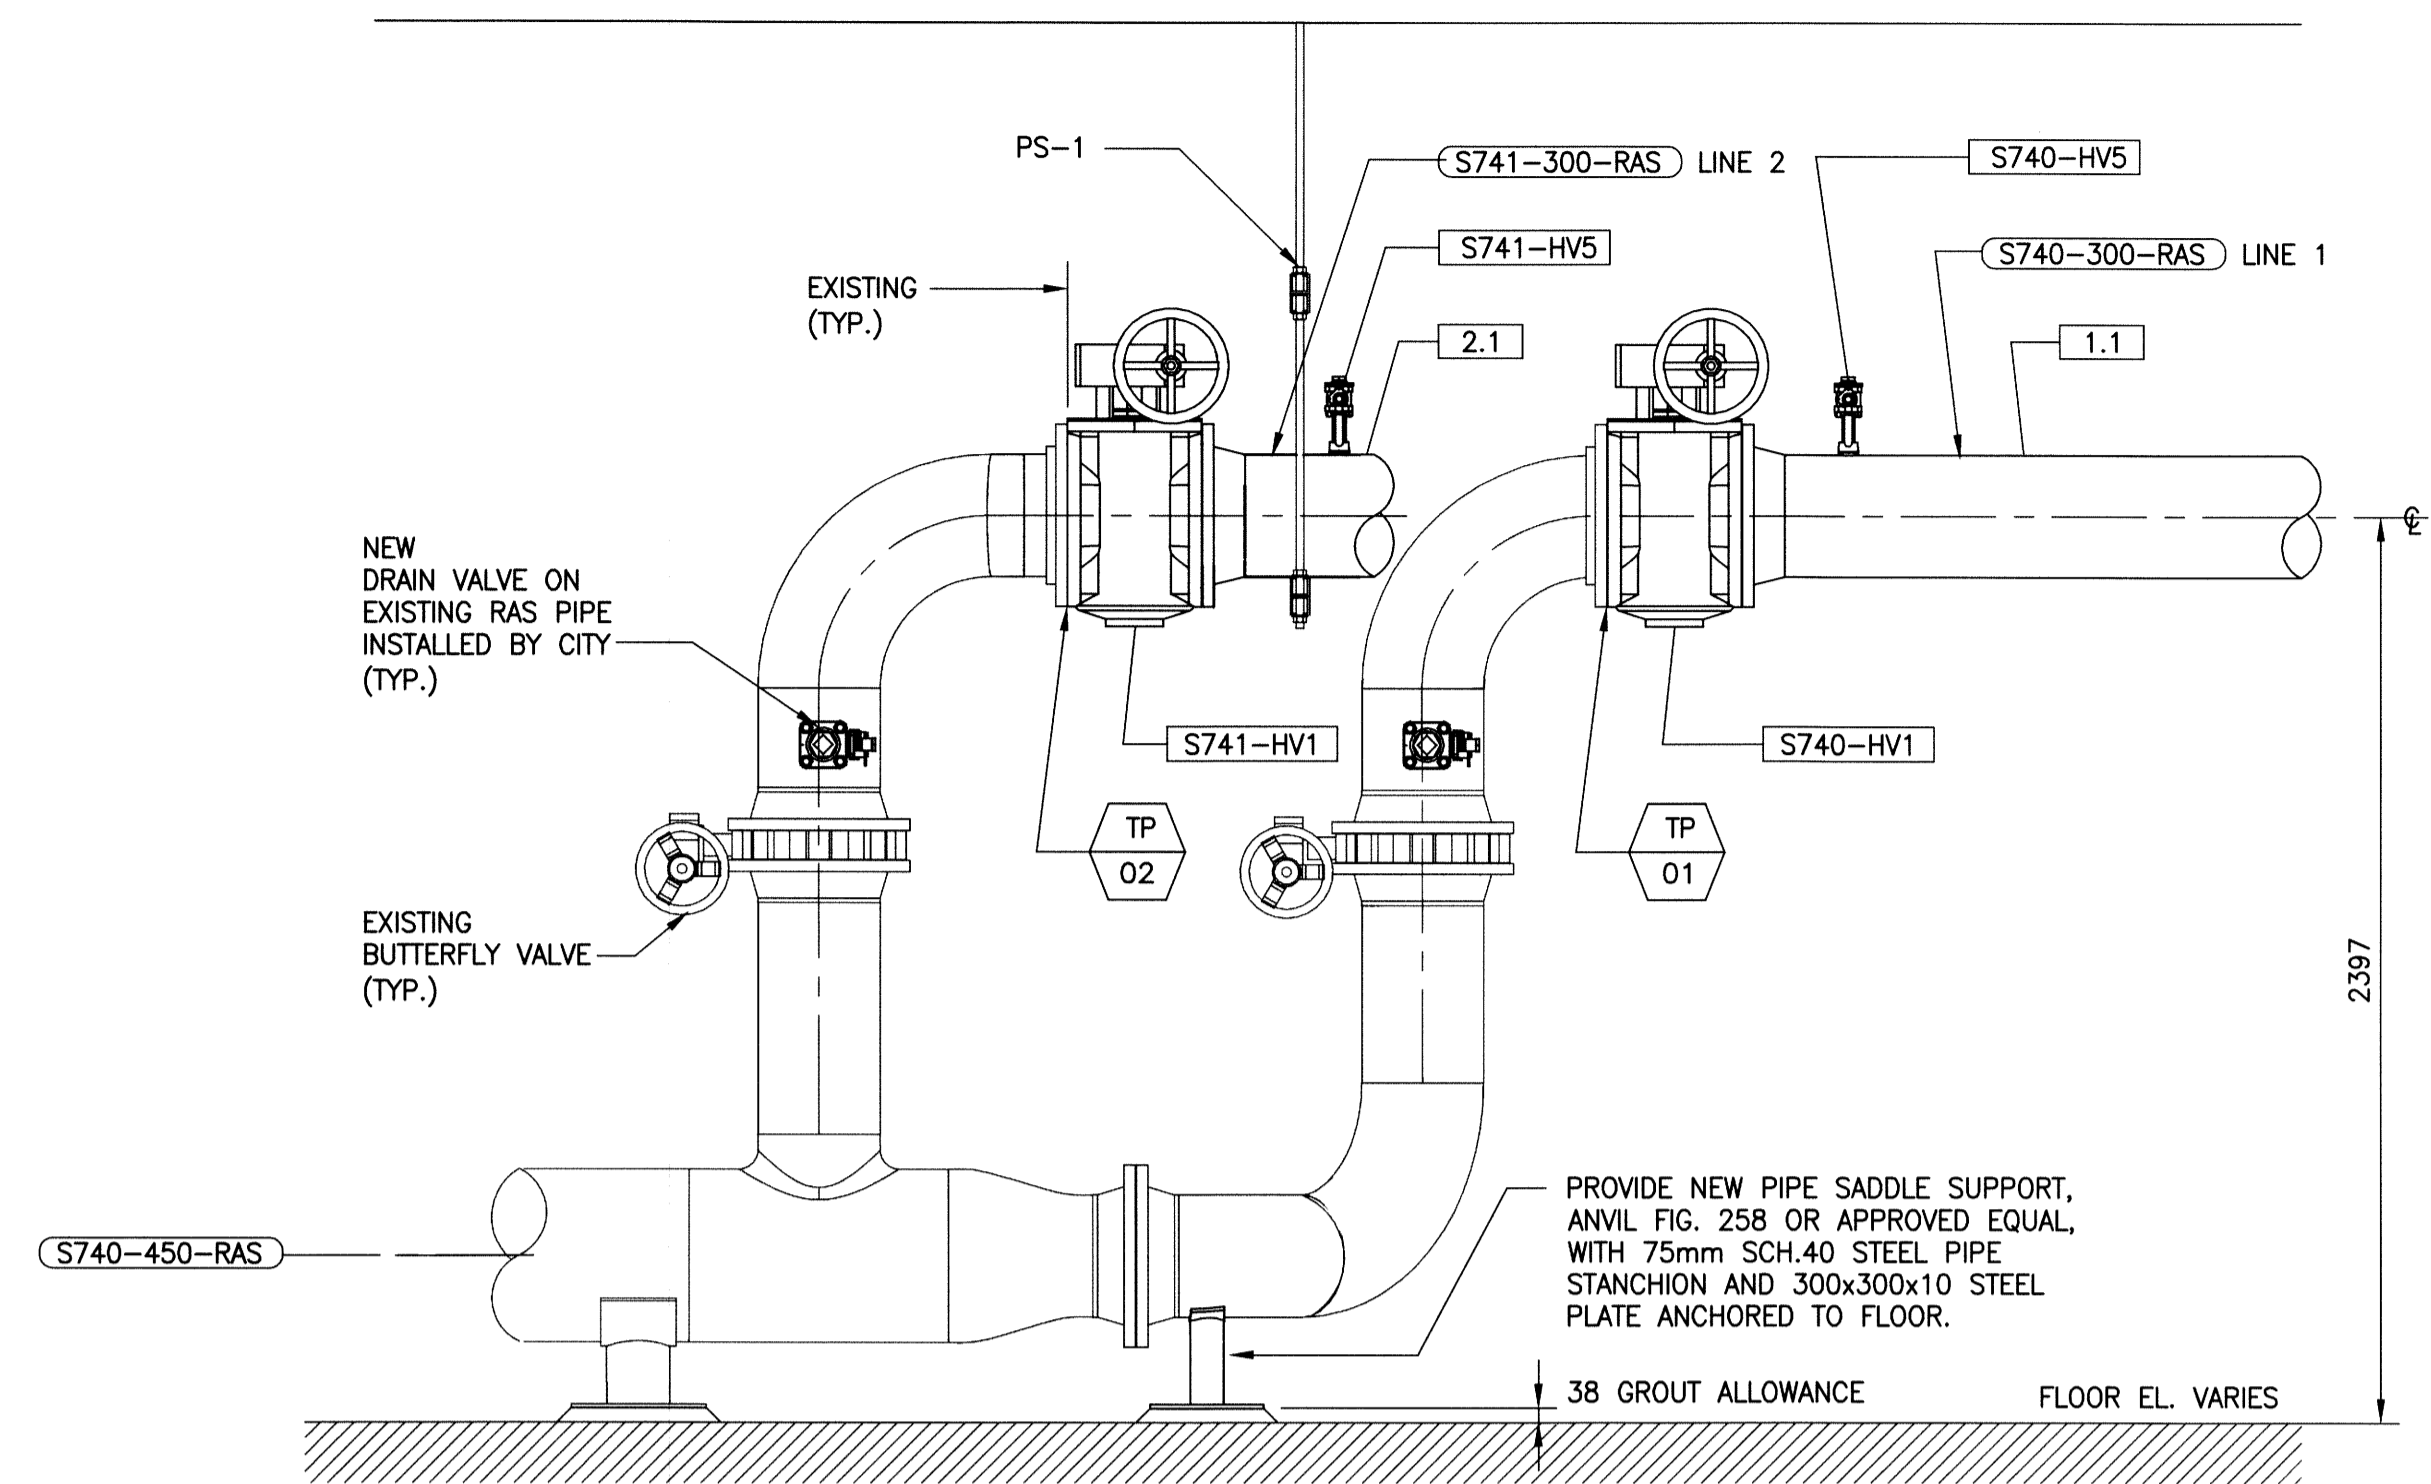 PS-1
S741-300-RAS LINE 2
S740-HV5
S741-HV5
S740-300-RAS LINE 1
EXISTING
(TYP.)
2.1
1.1
℄
NEW
DRAIN VALVE ON
EXISTING RAS PIPE
INSTALLED BY CITY
(TYP.)
S741-HV1
S740-HV1
TP
02
TP
01
EXISTING
BUTTERFLY VALVE
(TYP.)
2397
S740-450-RAS
PROVIDE NEW PIPE SADDLE SUPPORT,
ANVIL FIG. 258 OR APPROVED EQUAL,
WITH 75mm SCH.40 STEEL PIPE
STANCHION AND 300x300x10 STEEL
PLATE ANCHORED TO FLOOR.
38 GROUT ALLOWANCE
FLOOR EL. VARIES